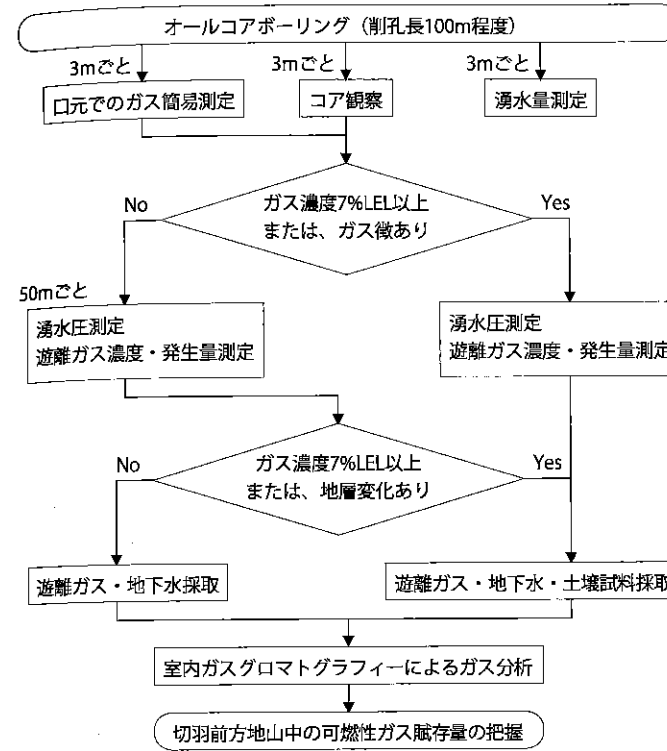 オールコアボーリング（削孔長100m程度）
3mごと
3mごと
3mごと
口元でのガス簡易測定
コア観察
湧水量測定
ガス濃度7%LEL以上
または、ガス徴あり
No
Yes
50mごと
湧水圧測定
遊離ガス濃度・発生量測定
湧水圧測定
遊離ガス濃度・発生量測定
ガス濃度7%LEL以上
または、地層変化あり
No
Yes
遊離ガス・地下水採取
遊離ガス・地下水・土壌試料採取
室内ガスグロマトグラフィーによるガス分析
切羽前方地山中の可燃性ガス賦存量の把握